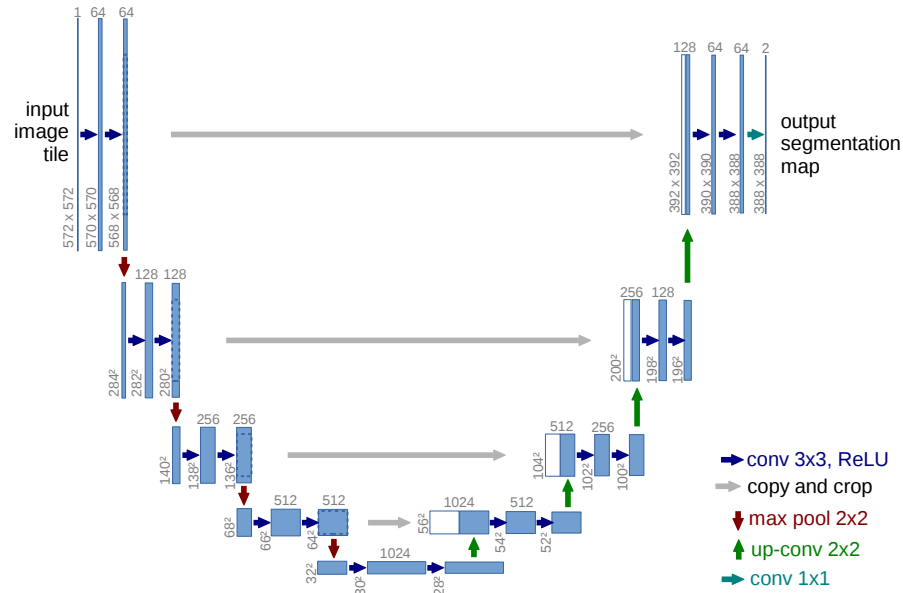 1
64
64
input
image
tile
572 x 572
570 x 570
568 x 568
128
64
64
2
output
segmentation
map
392 x 392
390 x 390
388 x 388
388 x 388
128
128
284²
282²
280²
256
128
200²
198²
196²
256
256
140²
138²
136²
512
256
104²
102²
100²
512
512
68²
66²
64²
1024
512
56²
54²
52²
1024
32²
30²
28²
conv 3x3, ReLU
copy and crop
max pool 2x2
up-conv 2x2
conv 1x1